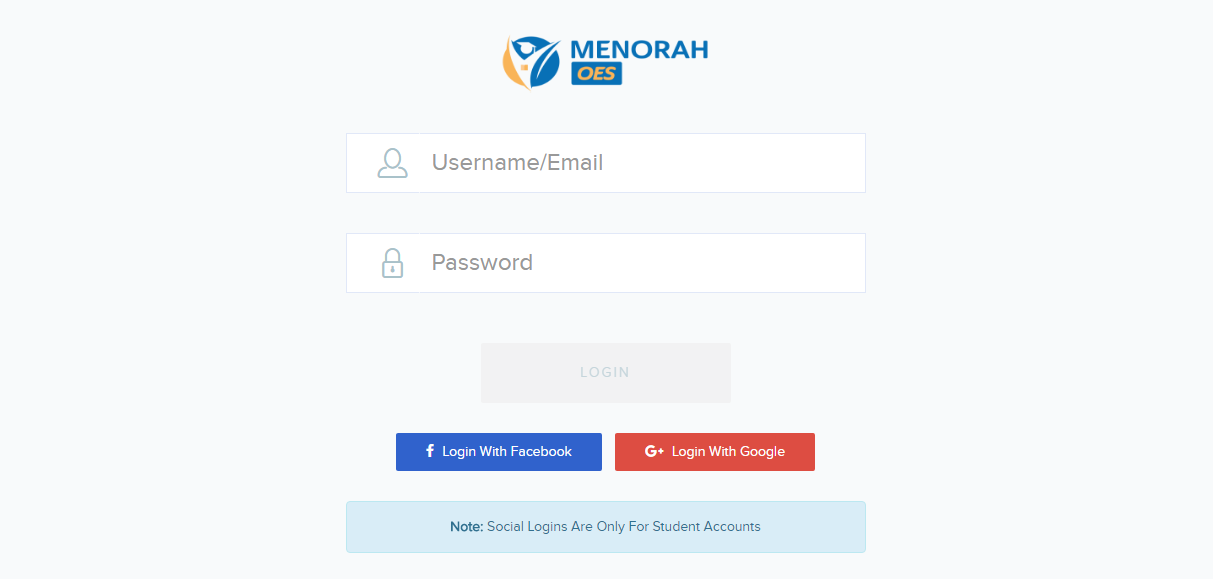 MENORAH
OES
Username/Email
Password
LOGIN
Login With Facebook
Login With Google
Note: Social Logins Are Only For Student Accounts